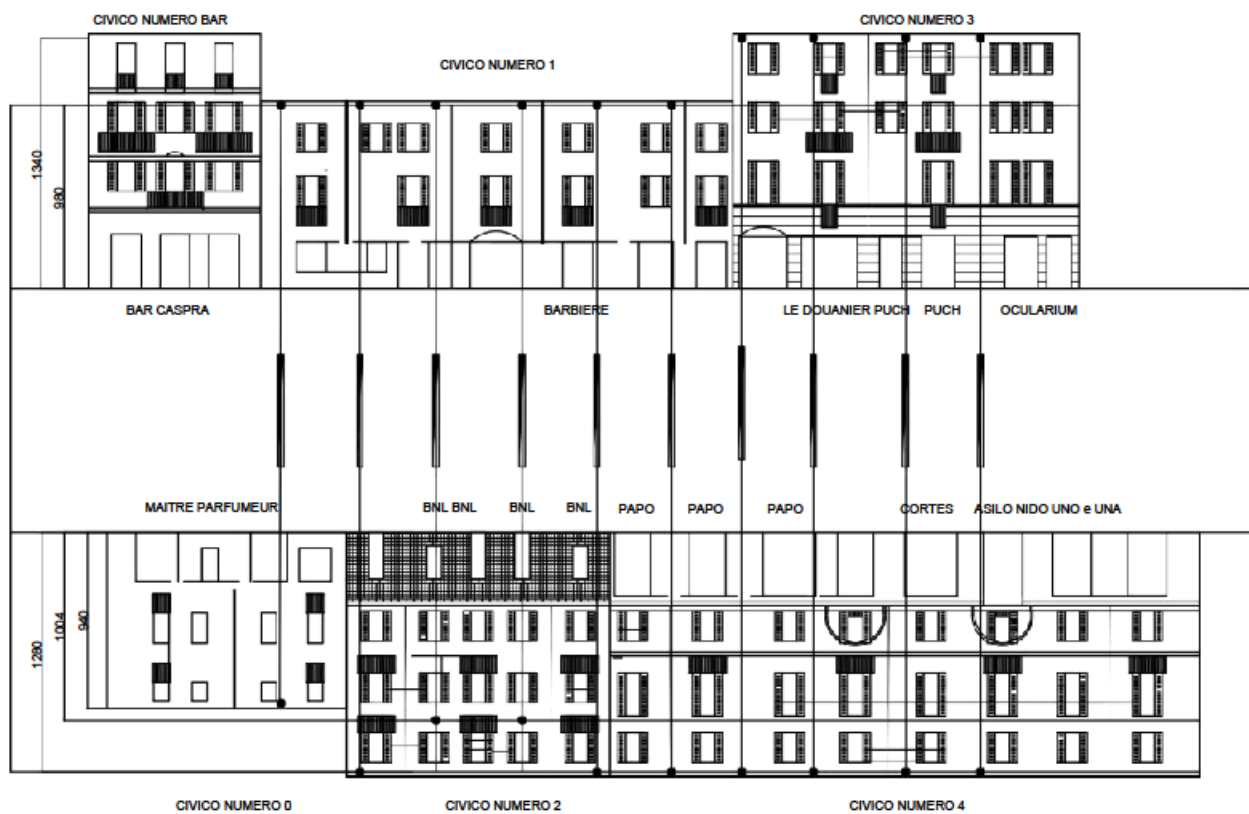 CIVICO NUMERO BAR
CIVICO NUMERO 3
CIVICO NUMERO 1
1340
980
BAR CASPRA
BARBIERE
LE DOUANIER PUCH
PUCH
OCULARIUM
MAITRE PARFUMEUR
BNL BNL
BNL
BNL
PAPO
PAPO
PAPO
CORTES
ASILO NIDO UNO e UNA
1280
1004
940
CIVICO NUMERO 0
CIVICO NUMERO 2
CIVICO NUMERO 4